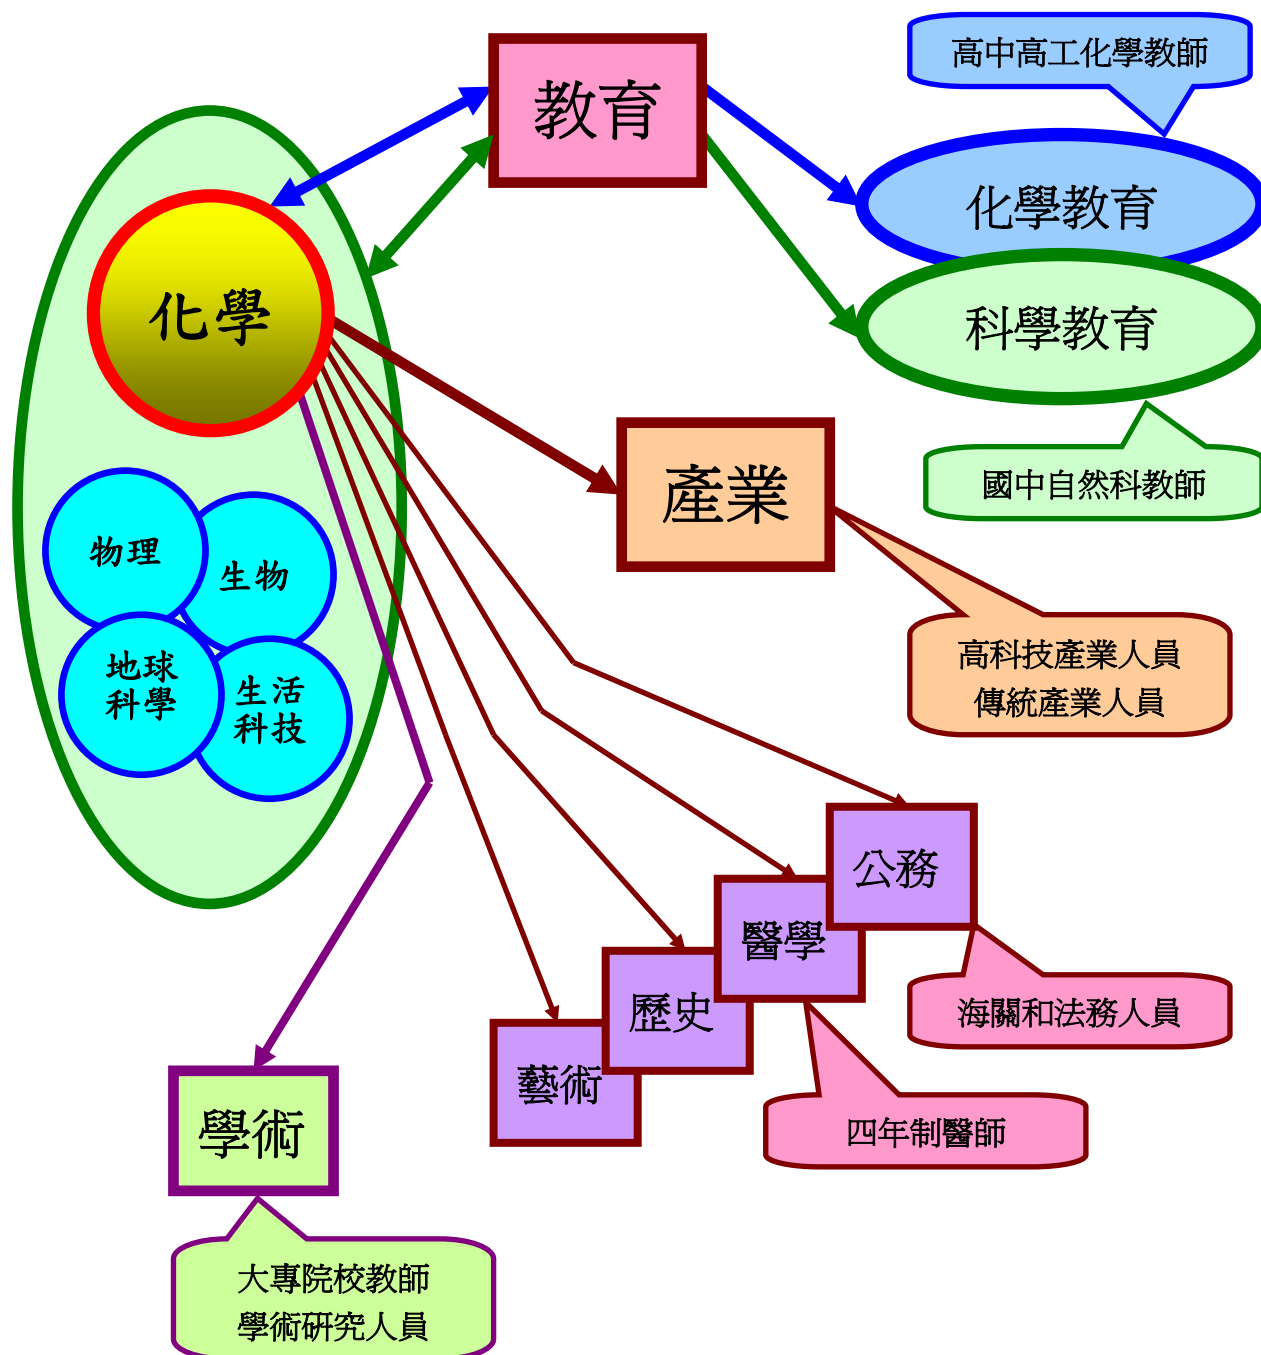 高中高工化學教師
教育
化學教育
化學
科學教育
產業
國中自然科教師
物理
生物
地球
科學
生活
科技
高科技產業人員
傳統產業人員
公務
醫學
歷史
海關和法務人員
藝術
學術
四年制醫師
大專院校教師
學術研究人員